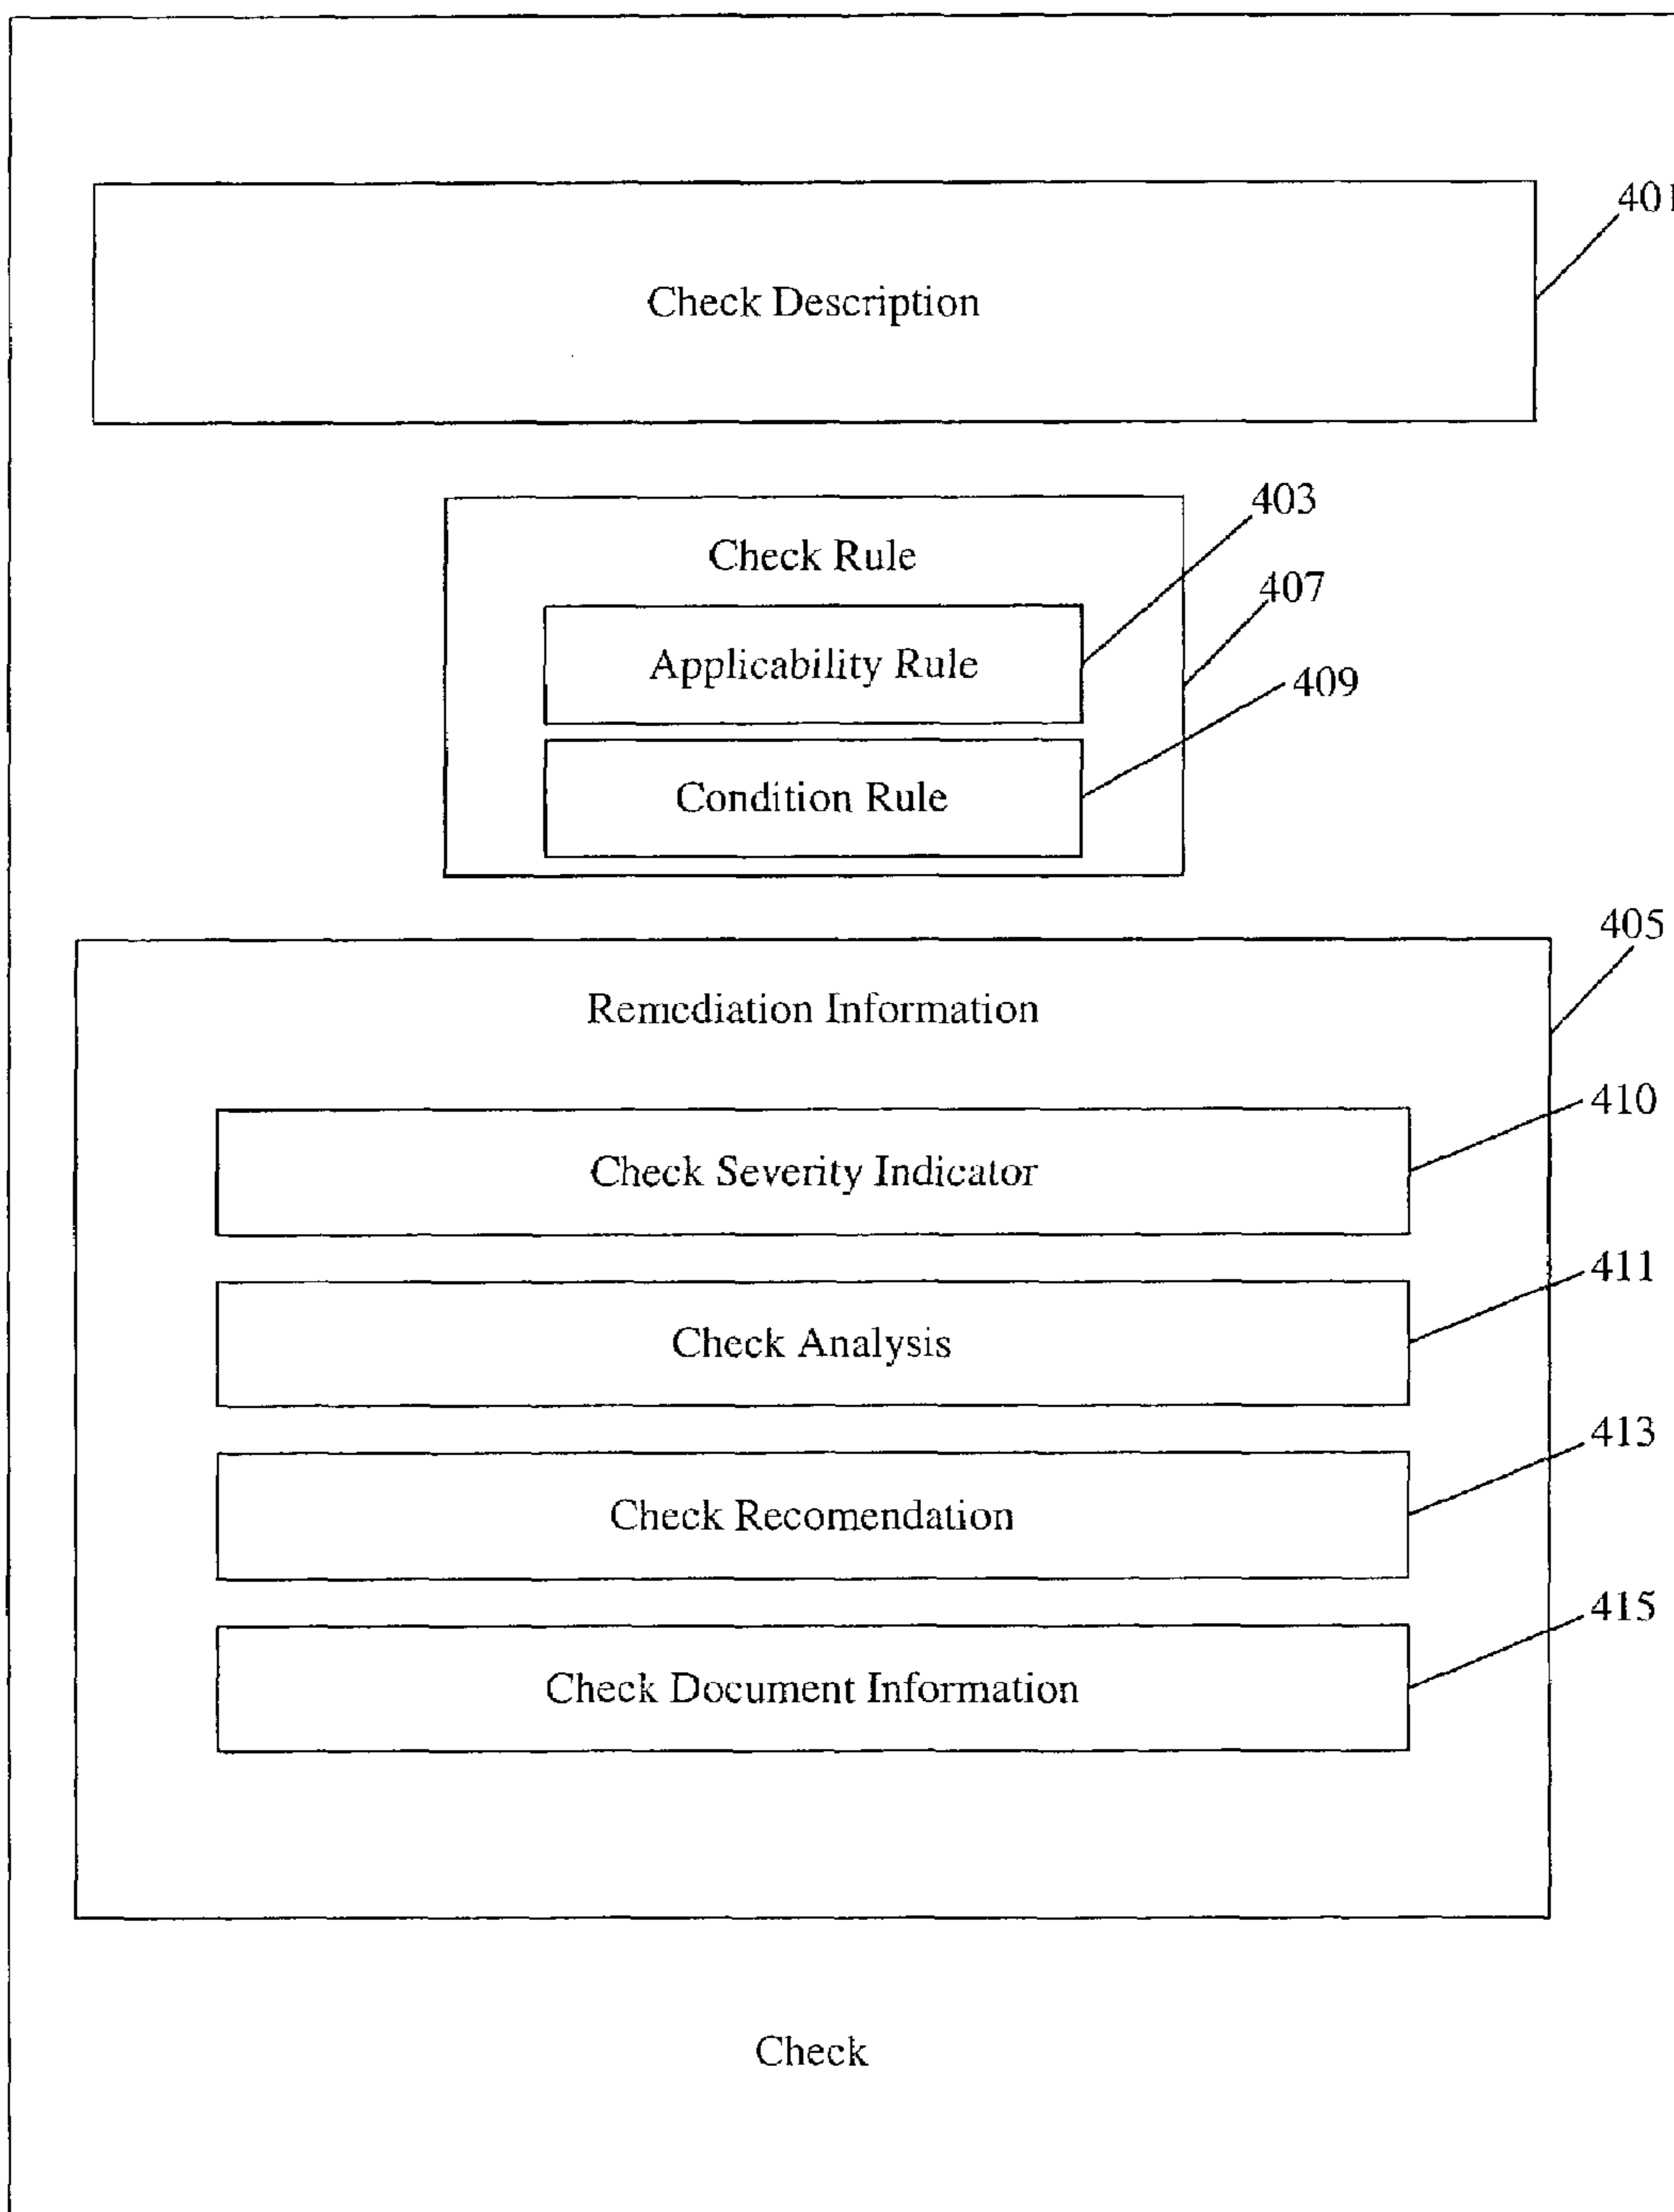 401
Check Description
403
Check Rule
407
Applicability Rule
409
Condition Rule
405
Remediation Information
410
Check Severity Indicator
411
Check Analysis
413
Check Recomendation
415
Check Document Information
Check